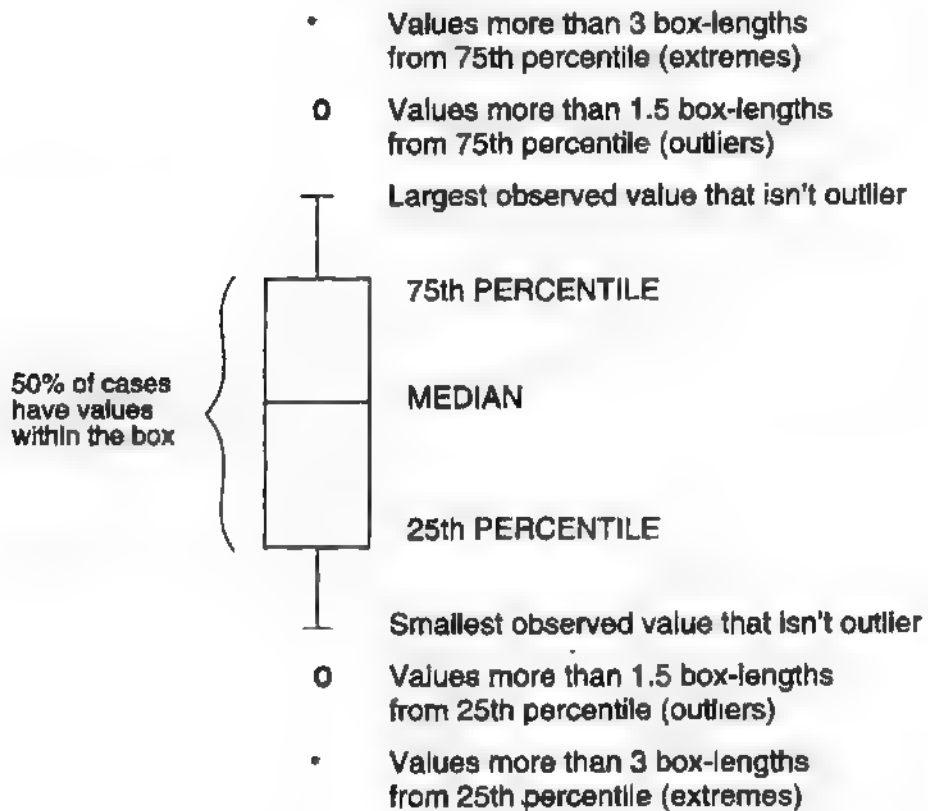 * Values more than 3 box-lengths
from 75th percentile (extremes)
O Values more than 1.5 box-lengths
from 75th percentile (outliers)
Largest observed value that isn't outlier
75th PERCENTILE
50% of cases
have values
within the box
MEDIAN
25th PERCENTILE
Smallest observed value that isn't outlier
O Values more than 1.5 box-lengths
from 25th percentile (outliers)
* Values more than 3 box-lengths
from 25th percentile (extremes)